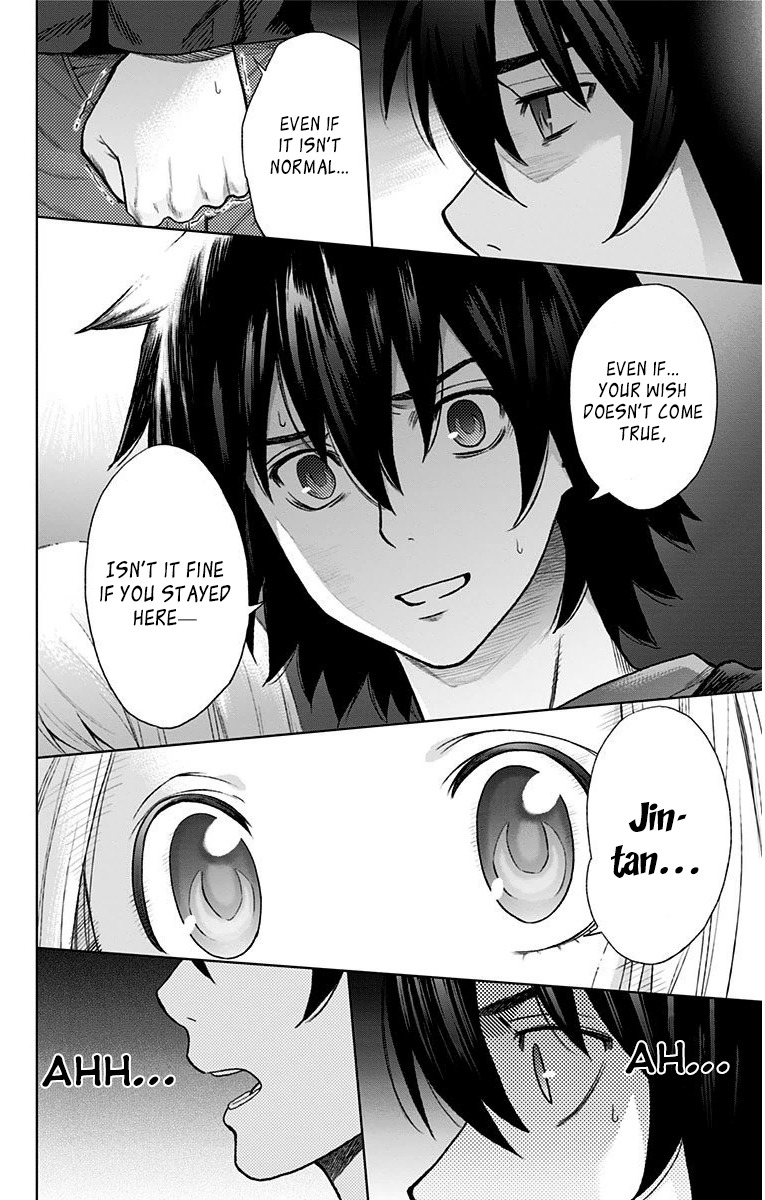 EVEN IF
IT ISN'T
NORMAL...
EVEN IF...
YOUR WISH
DOESN'T COME
TRUE,
ISN'T IT FINE
IF YOU STAYED
HERE—
Jin-
tan...
AH...
AHH...